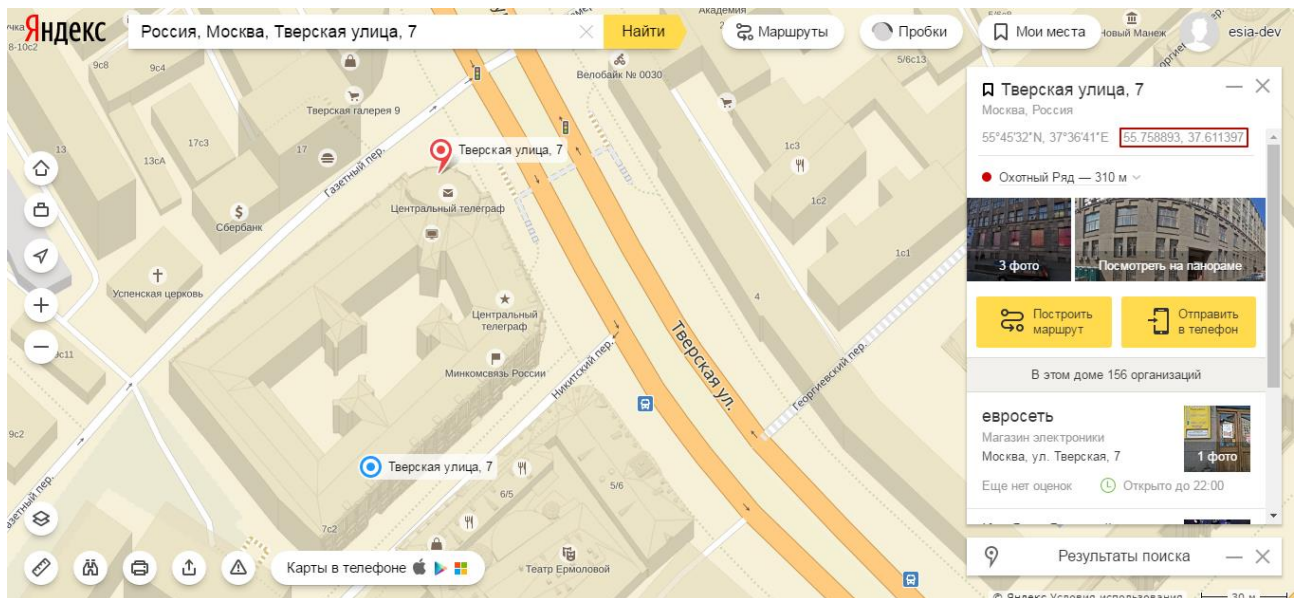 Яндекс
Россия, Москва, Тверская улица, 7
Найти
Маршруты
Пробки
Мои места
esia-dev
Академия
Новый Манеж
9с8
9с4
Велобайк № 0030
5/6с13
Тверская галерея 9
17с3
17
13
13сА
Газетный пер.
Тверская улица, 7
1с3
Центральный телеграф
1с2
Сбербанк
$
1с1
Успенская церковь
4
Центральный
телеграф
Минкомсвязь России
Никитский пер.
Тверская ул.
Георгиевский пер.
9с2
Тверская улица, 7
6/5
5/6
7с2
Театр Ермоловой
Карты в телефоне
Тверская улица, 7
Москва, Россия
55°45'32"N, 37°36'41"E 55.758893, 37.611397
Охотный Ряд — 310 м
3 фото
Посмотреть на панораме
Построить
маршрут
Отправить
в телефон
В этом доме 156 организаций
евросеть
Магазин электроники
Москва, ул. Тверская, 7
1 фото
Еще нет оценок
Открыто до 22:00
Результаты поиска
© Яндекс Условия использования
30 м